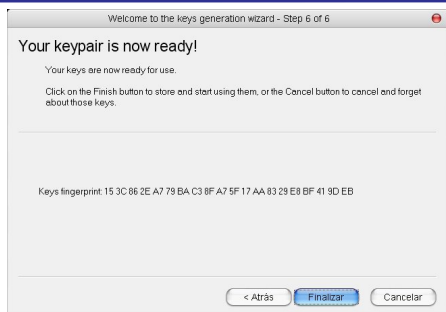 Welcome to the keys generation wizard - Step 6 of 6
Your keypair is now ready!
Your keys are now ready for use.
Click on the Finish button to store and start using them, or the Cancel button to cancel and forget
about those keys.
Keys fingerprint: 15 3C 86 2E A7 79 BA C3 8F A7 5F 17 AA 83 29 E8 BF 41 9D EB
< Atrás
Finalizar
Cancelar